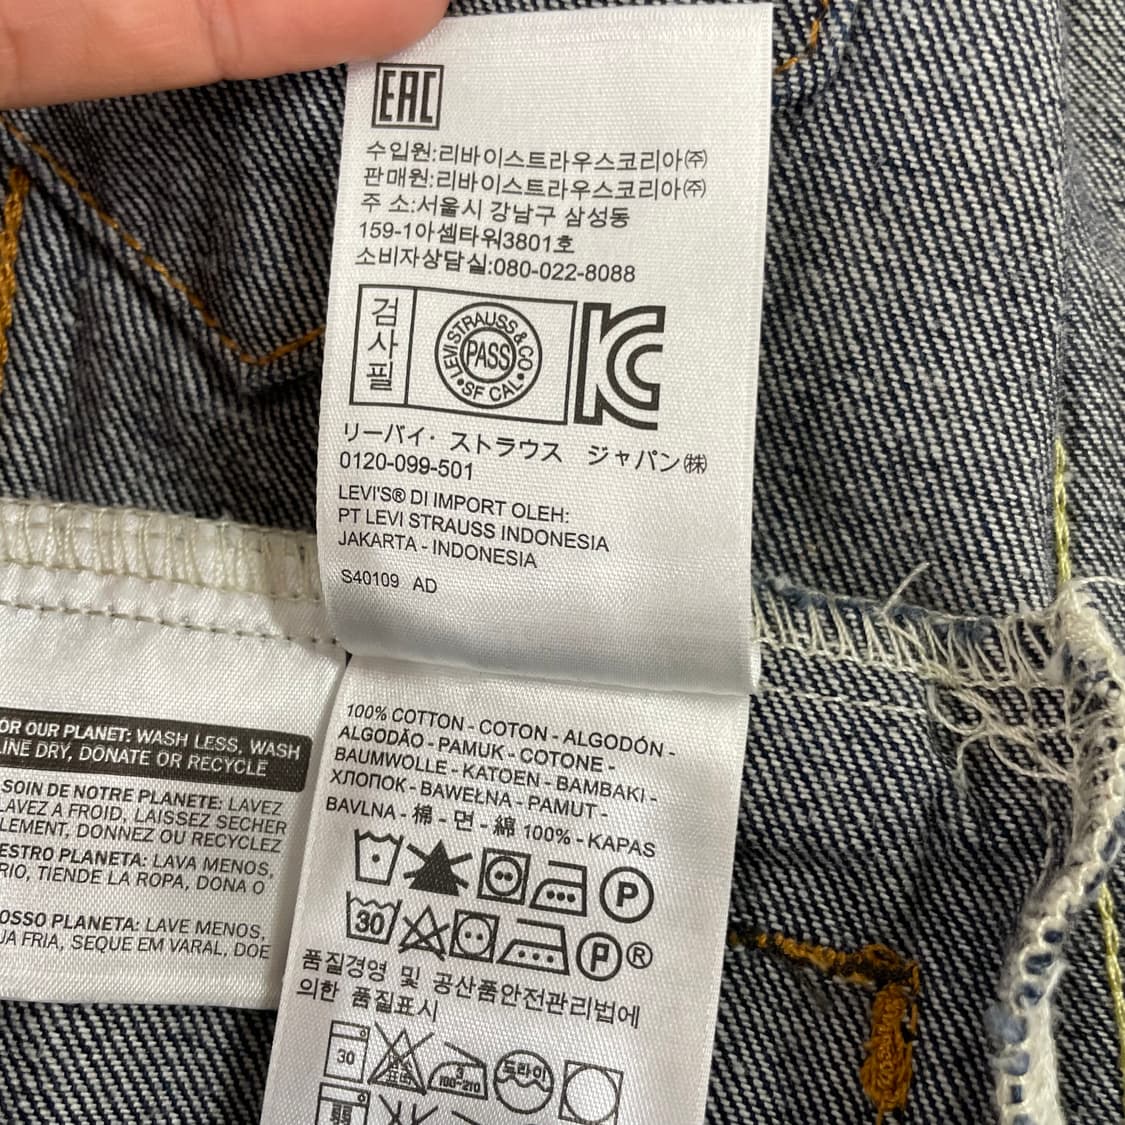 EAC
수입원:리바이스트라우스코리아㈜
판매원:리바이스트라우스코리아㈜
주 소:서울시 강남구 삼성동
159-1아셈타워3801호
소비자상담실:080-022-8088
검사필
LEVI STRAUSS & CO
PASS
• SF CAL •
KC
リーバイ・ストラウス ジャパン㈱
0120-099-501
LEVI'S® DI IMPORT OLEH:
PT LEVI STRAUSS INDONESIA
JAKARTA - INDONESIA
S40109 AD
OR OUR PLANET: WASH LESS, WASH
LINE DRY, DONATE OR RECYCLE
SOIN DE NOTRE PLANETE: LAVEZ
LAVEZ A FROID, LAISSEZ SECHER
LEMENT, DONNEZ OU RECYCLEZ
ESTRO PLANETA: LAVA MENOS,
RIO, TIENDE LA ROPA, DONA O
OSSO PLANETA: LAVE MENOS,
UA FRIA, SEQUE EM VARAL, DOE
100% COTTON - COTON - ALGODÓN -
ALGODÃO - PAMUK - COTONE -
BAUMWOLLE - KATOEN - BAMBAKI -
ХЛОПОК - BAWEŁNA - PAMUT -
BAVLNA - 棉 - 면 - 綿 100% - KAPAS
P
30
P ®
품질경영 및 공산품안전관리법에
의한 품질표시
30
염소
표백
3
100~210
드라이
弱